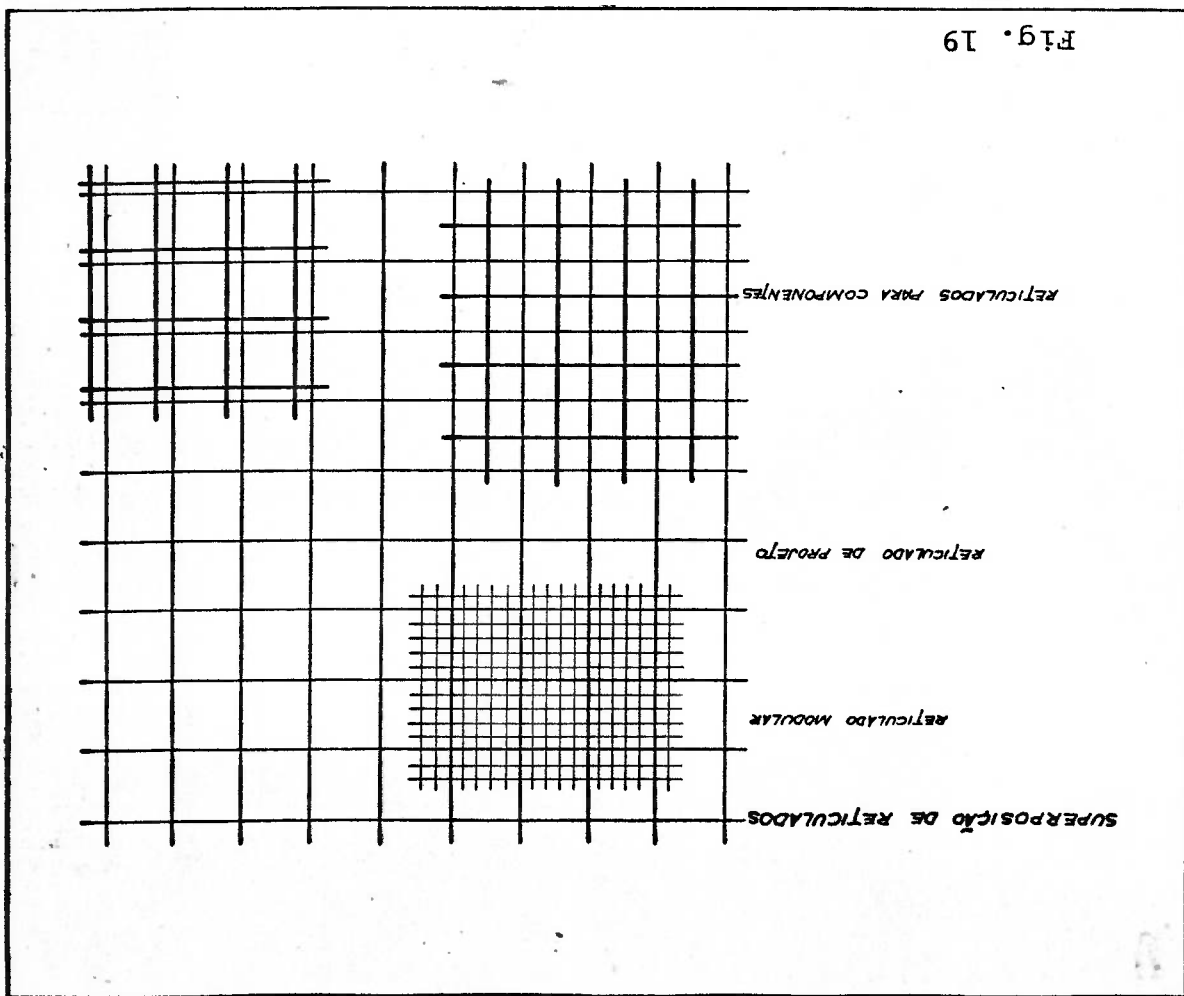 SUPERPOSIÇÃO DE RETICULADOS
RETICULADO MODULAR
RETICULADO DE PROJETO
RETICULADOS PARA COMPONENTES
Fig. 19